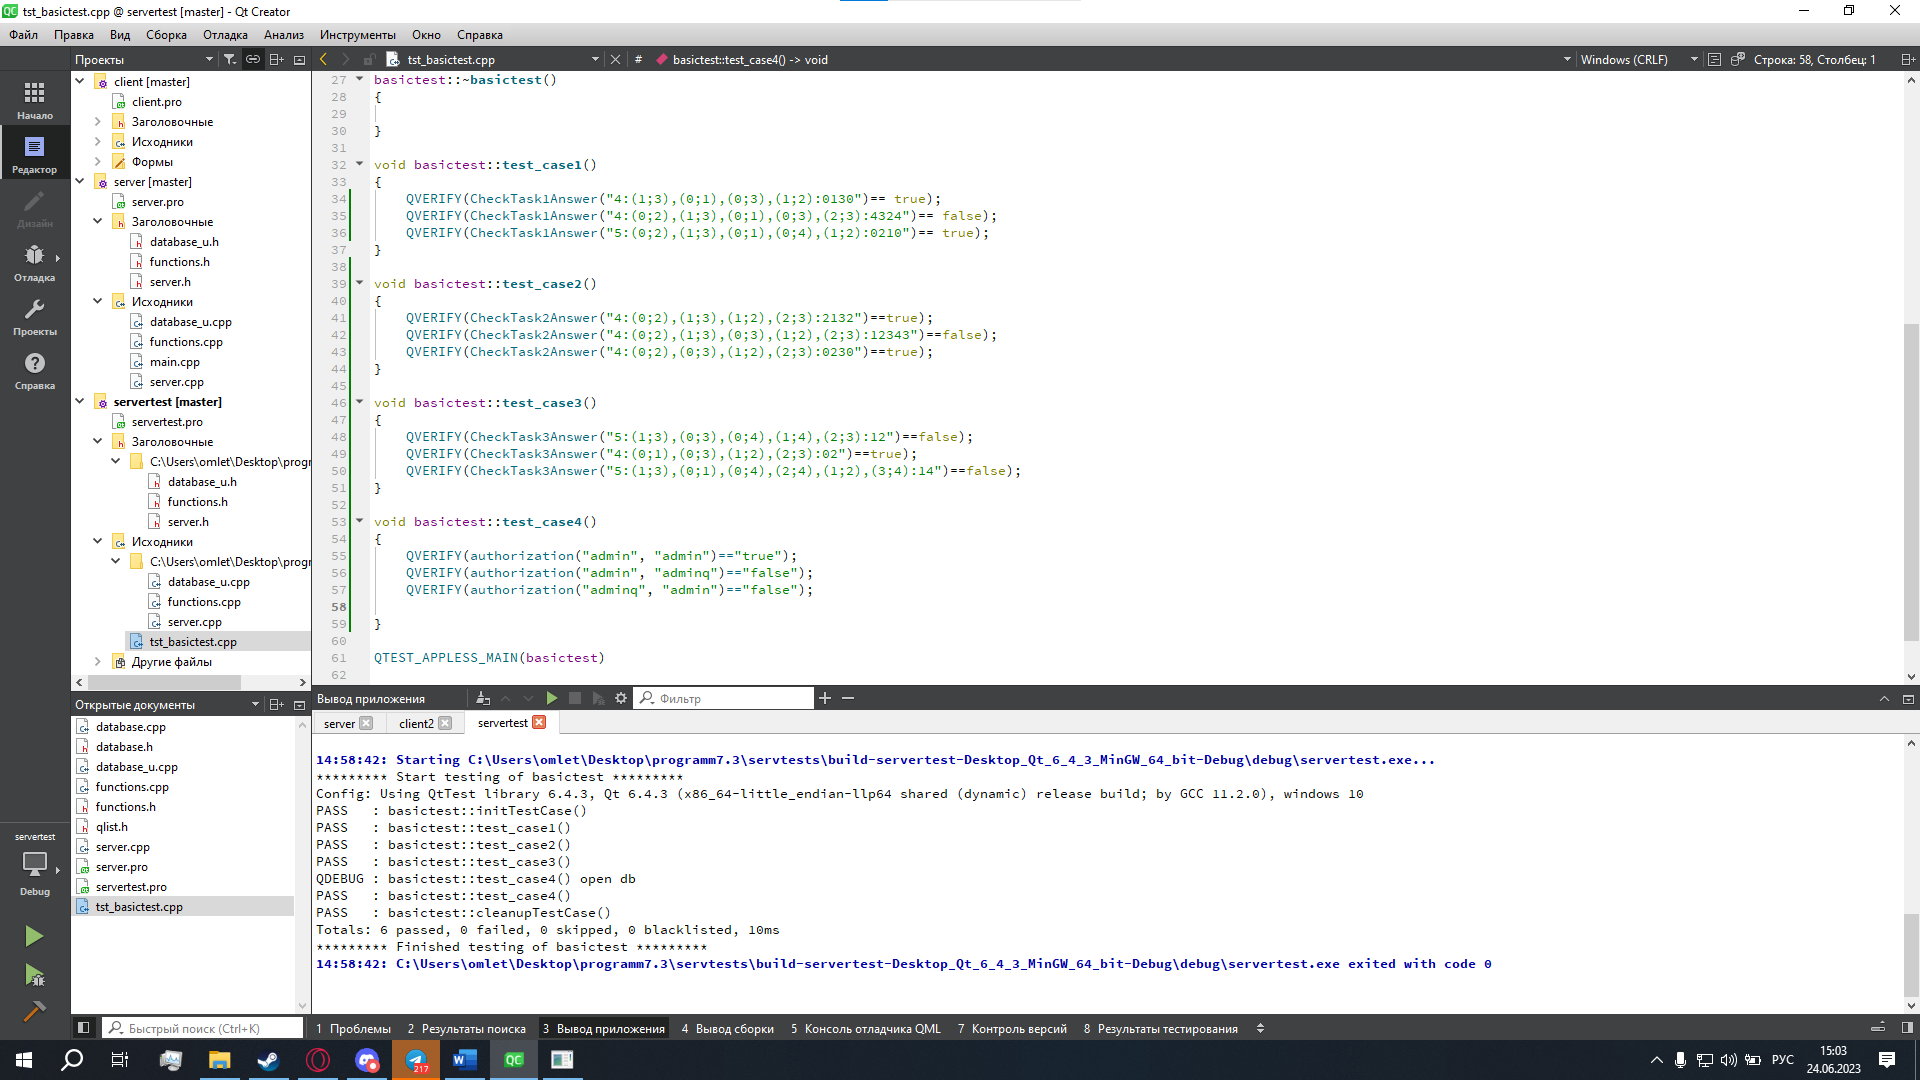 tst_basictest.cpp @ servertest [master] - Qt Creator
Файл Правка Вид Сборка Отладка Анализ Инструменты Окно Справка
Проекты
tst_basictest.cpp
# basictest::test_case4() -> void
Windows (CRLF)
Строка: 58, Столбец: 1
Начало
Редактор
Дизайн
Отладка
Проекты
Справка
servertest
Debug
client [master]
client.pro
Заголовочные
Исходники
Формы
server [master]
server.pro
Заголовочные
database_u.h
functions.h
server.h
Исходники
database_u.cpp
functions.cpp
main.cpp
server.cpp
servertest [master]
servertest.pro
Заголовочные
C:\Users\omlet\Desktop\progr
database_u.h
functions.h
server.h
Исходники
C:\Users\omlet\Desktop\progr
database_u.cpp
functions.cpp
server.cpp
tst_basictest.cpp
Другие файлы
Открытые документы
database.cpp
database.h
database_u.cpp
functions.cpp
functions.h
qlist.h
server.cpp
server.pro
servertest.pro
tst_basictest.cpp
27 basictest::~basictest()
28 {
29
30 }
31
32 void basictest::test_case1()
33 {
34 QVERIFY(CheckTask1Answer("4:(1;3),(0;1),(0;3),(1;2):0130")== true);
35 QVERIFY(CheckTask1Answer("4:(0;2),(1;3),(0;1),(0;3),(2;3):4324")== false);
36 QVERIFY(CheckTask1Answer("5:(0;2),(1;3),(0;1),(0;4),(1;2):0210")== true);
37 }
38
39 void basictest::test_case2()
40 {
41 QVERIFY(CheckTask2Answer("4:(0;2),(1;3),(1;2),(2;3):2132")==true);
42 QVERIFY(CheckTask2Answer("4:(0;2),(1;3),(0;3),(1;2),(2;3):12343")==false);
43 QVERIFY(CheckTask2Answer("4:(0;2),(0;3),(1;2),(2;3):0230")==true);
44 }
45
46 void basictest::test_case3()
47 {
48 QVERIFY(CheckTask3Answer("5:(1;3),(0;3),(0;4),(1;4),(2;3):12")==false);
49 QVERIFY(CheckTask3Answer("4:(0;1),(0;3),(1;2),(2;3):02")==true);
50 QVERIFY(CheckTask3Answer("5:(1;3),(0;1),(0;4),(2;4),(1;2),(3;4):14")==false);
51 }
52
53 void basictest::test_case4()
54 {
55 QVERIFY(authorization("admin", "admin")=="true");
56 QVERIFY(authorization("admin", "adminq")=="false");
57 QVERIFY(authorization("adminq", "admin")=="false");
58
59 }
60
61 QTEST_APPLESS_MAIN(basictest)
62
Вывод приложения
Фильтр
server client2 servertest
14:58:42: Starting C:\Users\omlet\Desktop\programm7.3\servtests\build-servertest-Desktop_Qt_6_4_3_MinGW_64_bit-Debug\debug\servertest.exe...
********* Start testing of basictest *********
Config: Using QtTest library 6.4.3, Qt 6.4.3 (x86_64-little_endian-llp64 shared (dynamic) release build; by GCC 11.2.0), windows 10
PASS : basictest::initTestCase()
PASS : basictest::test_case1()
PASS : basictest::test_case2()
PASS : basictest::test_case3()
QDEBUG : basictest::test_case4() open db
PASS : basictest::test_case4()
PASS : basictest::cleanupTestCase()
Totals: 6 passed, 0 failed, 0 skipped, 0 blacklisted, 10ms
********* Finished testing of basictest *********
14:58:42: C:\Users\omlet\Desktop\programm7.3\servtests\build-servertest-Desktop_Qt_6_4_3_MinGW_64_bit-Debug\debug\servertest.exe exited with code 0
Быстрый поиск (Ctrl+K)
1 Проблемы 2 Результаты поиска 3 Вывод приложения 4 Вывод сборки 5 Консоль отладчика QML 7 Контроль версий 8 Результаты тестирования
217
QC
РУС
15:03
24.06.2023